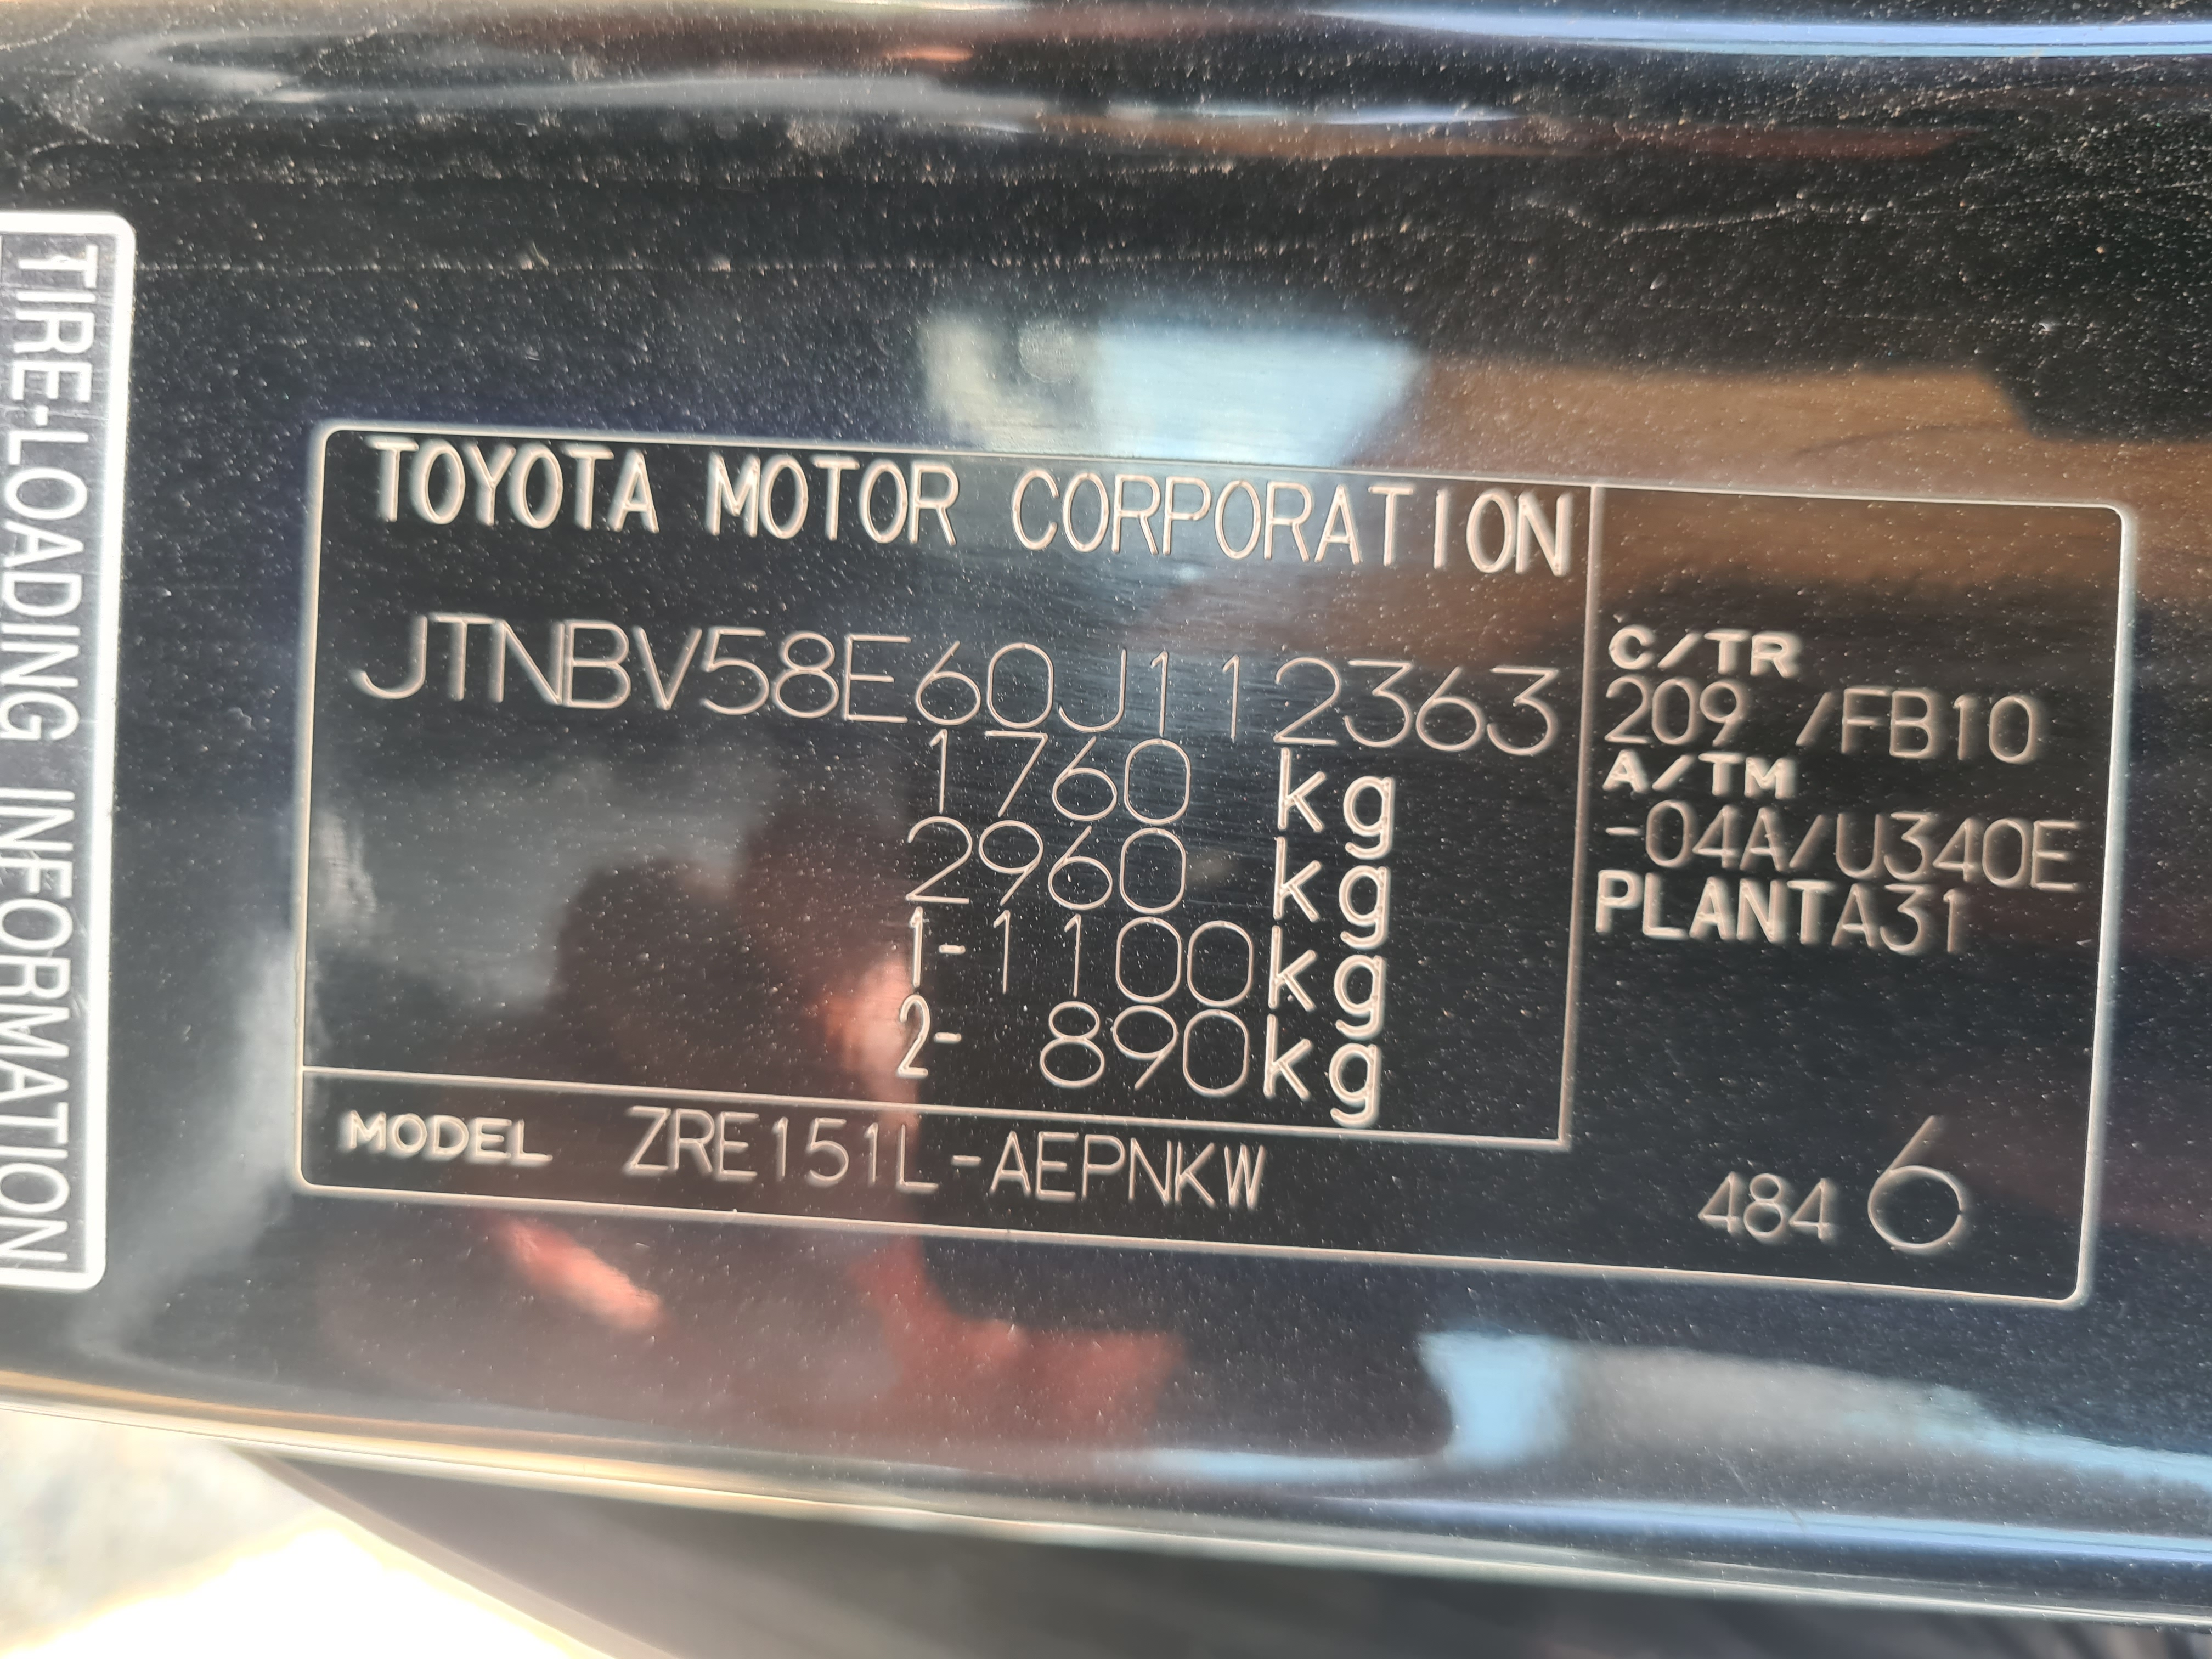 TIRE-LOADING INFORMATION
TOYOTA MOTOR CORPORATION
JTNBV58E60J112363
1760 kg
2960 kg
1-1100kg
2- 890kg
MODEL ZRE151L-AEPNKW
C/TR
209 /FB10
A/TM
-04A/U340E
PLANTA31
484 6